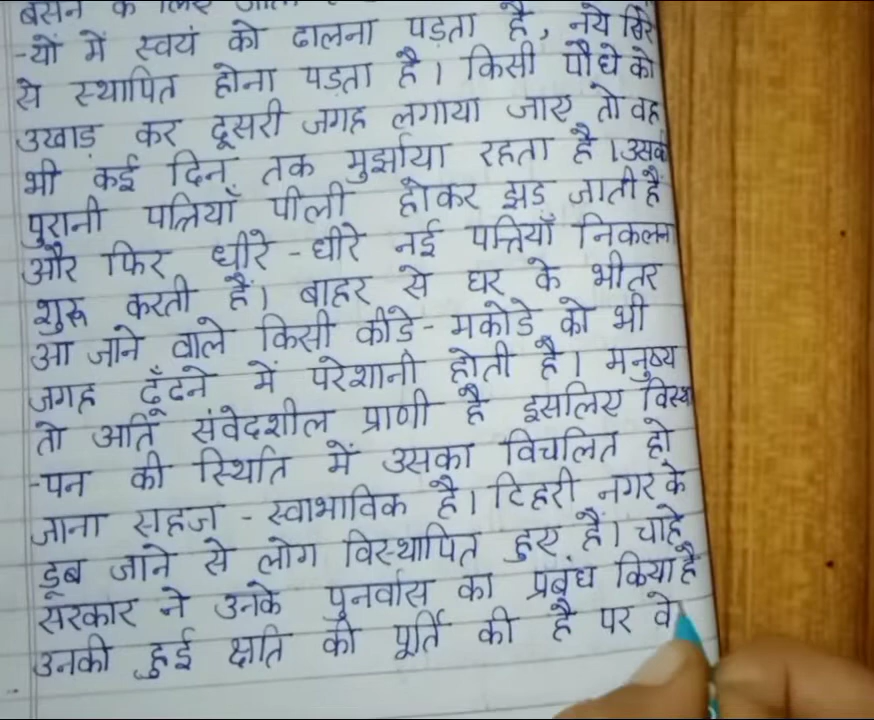 बसने के लिए
-यों में स्वयं को ढालना पड़ता है, नये सिरे
से स्थापित होना पड़ता है। किसी पौधे को
उखाड़ कर दूसरी जगह लगाया जाए तो वह
भी कई दिन तक मुर्झाया रहता है। उसकी
पुरानी पत्तियाँ पीली होकर झड जाती हैं
और फिर धीरे - धीरे नई पत्तियाँ निकलना
शुरू करती हैं। बाहर से घर के भीतर
आ जाने वाले किसी कीडे - मकोडे को भी
जगह ढूँढने में परेशानी होती है। मनुष्य
तो अति संवेदशील प्राणी है इसलिए विस्था
-पन की स्थिति में उसका विचलित हो
जाना सहज - स्वाभाविक है। टिहरी नगर के
डूब जाने से लोग विस्थापित हुए हैं। चाहे
सरकार ने उनके पुनर्वास का प्रबंध किया है
उनकी हुई क्षति की पूर्ति की है पर वे